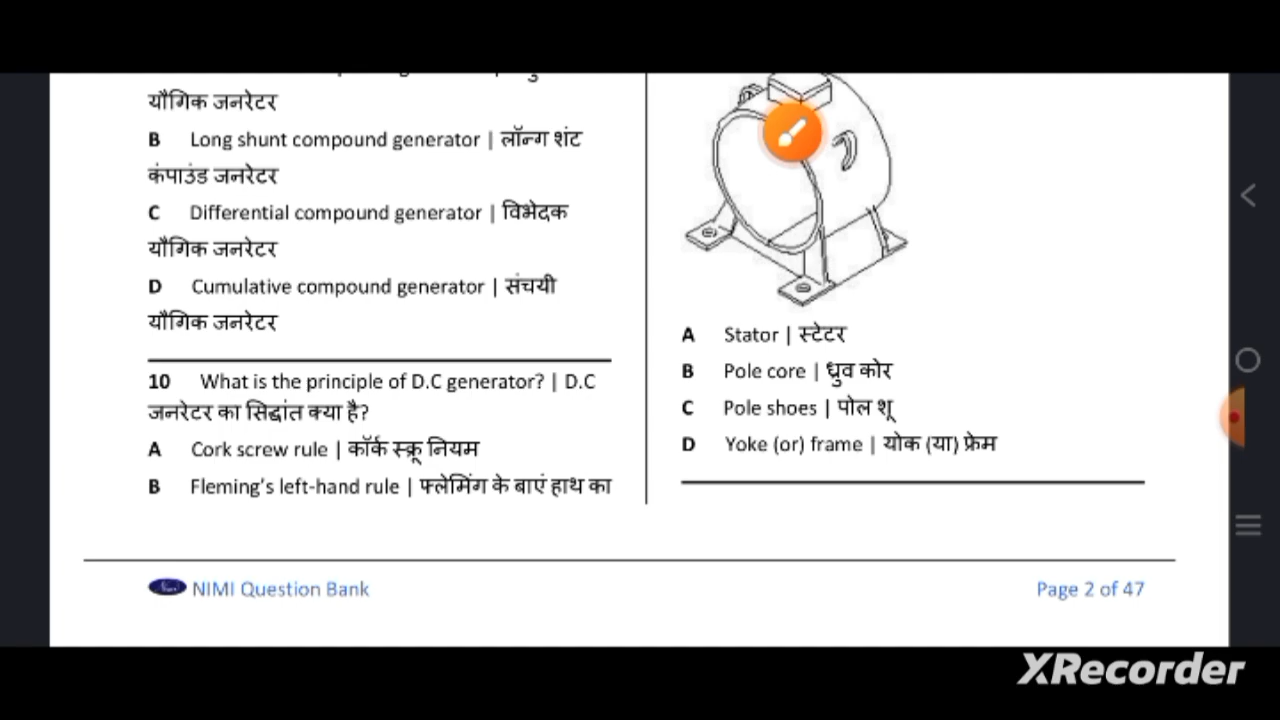 यौगिक जनरेटर
B Long shunt compound generator | लॉन्ग शंट
कंपाउंड जनरेटर
C Differential compound generator | विभेदक
यौगिक जनरेटर
D Cumulative compound generator | संचयी
यौगिक जनरेटर
10 What is the principle of D.C generator? | D.C
जनरेटर का सिद्धांत क्या है?
A Cork screw rule | कॉर्क स्क्रू नियम
B Fleming's left-hand rule | फ्लेमिंग के बाएं हाथ का
A Stator | स्टेटर
B Pole core | ध्रुव कोर
C Pole shoes | पोल शू
D Yoke (or) frame | योक (या) फ्रेम
NIMI Question Bank
Page 2 of 47
XRecorder